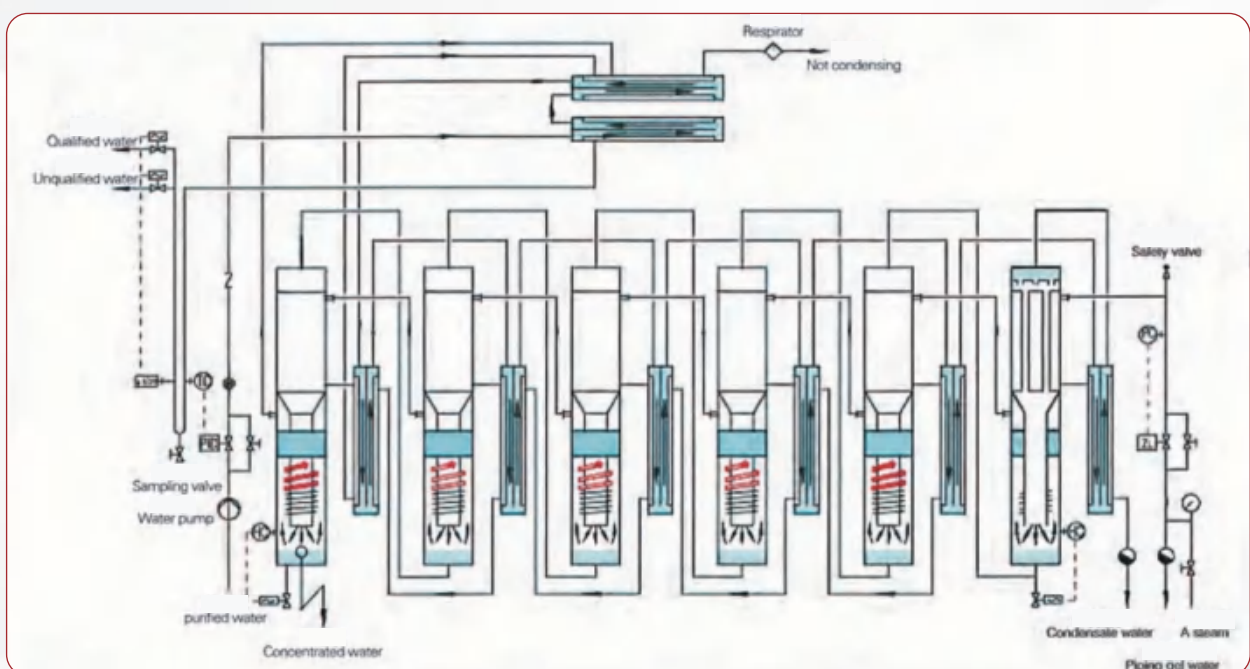 Respirator
Not condensing
Qualified water
Unqualified water
Safety valve
Sampling valve
Water pump
purified water
Concentrated water
Condensate water
A steam
Piping gel water